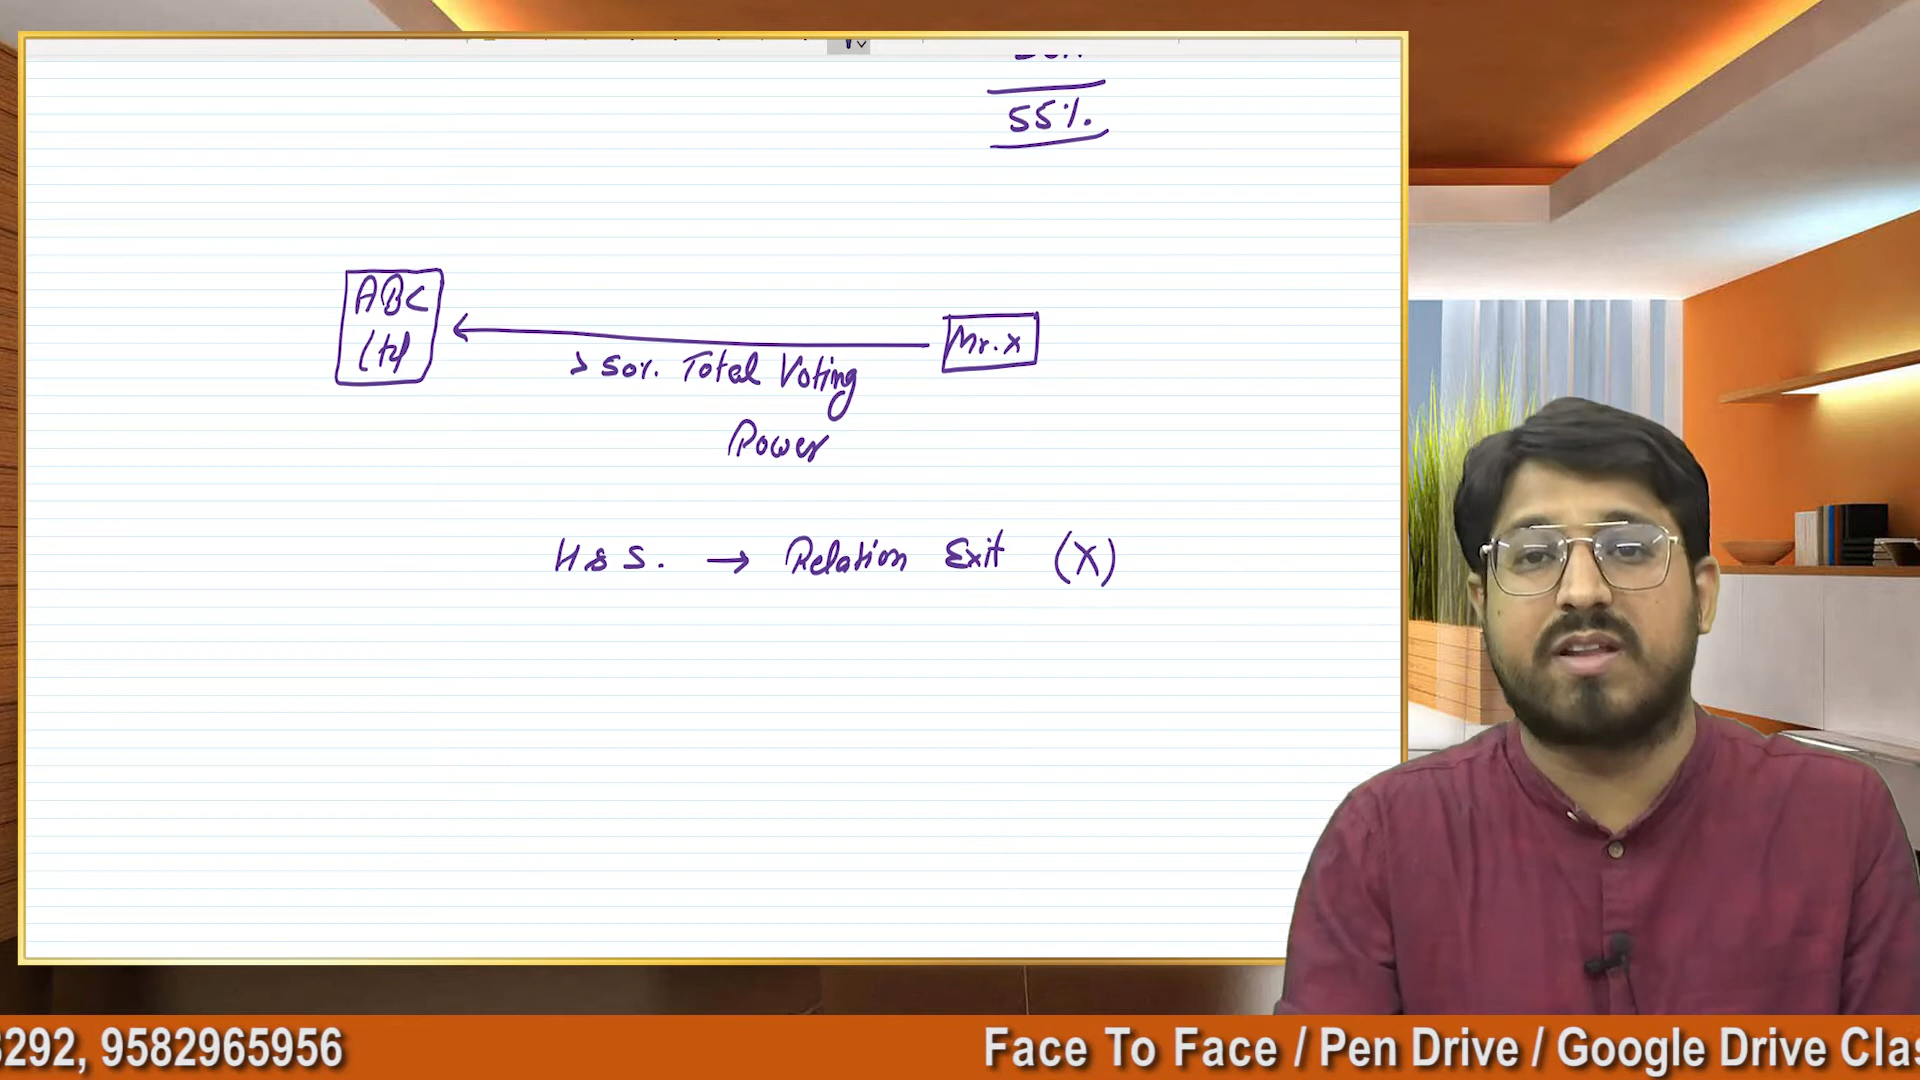 55%.
ABC
Ltd
Mr. X
> 50%. Total Voting
Power
H & S. → Relation Exit (X)
292, 9582965956
Face To Face / Pen Drive / Google Drive Clas